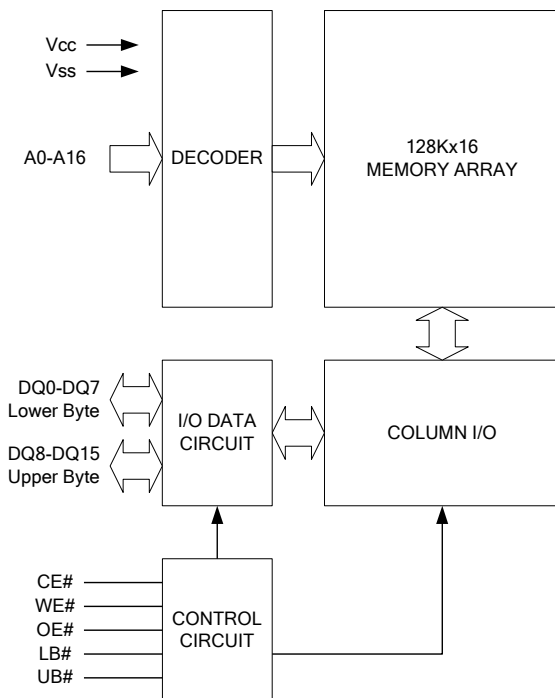 Vcc
Vss
A0-A16
DECODER
128Kx16
MEMORY ARRAY
DQ0-DQ7
Lower Byte
DQ8-DQ15
Upper Byte
I/O DATA
CIRCUIT
COLUMN I/O
CE#
WE#
OE#
LB#
UB#
CONTROL
CIRCUIT